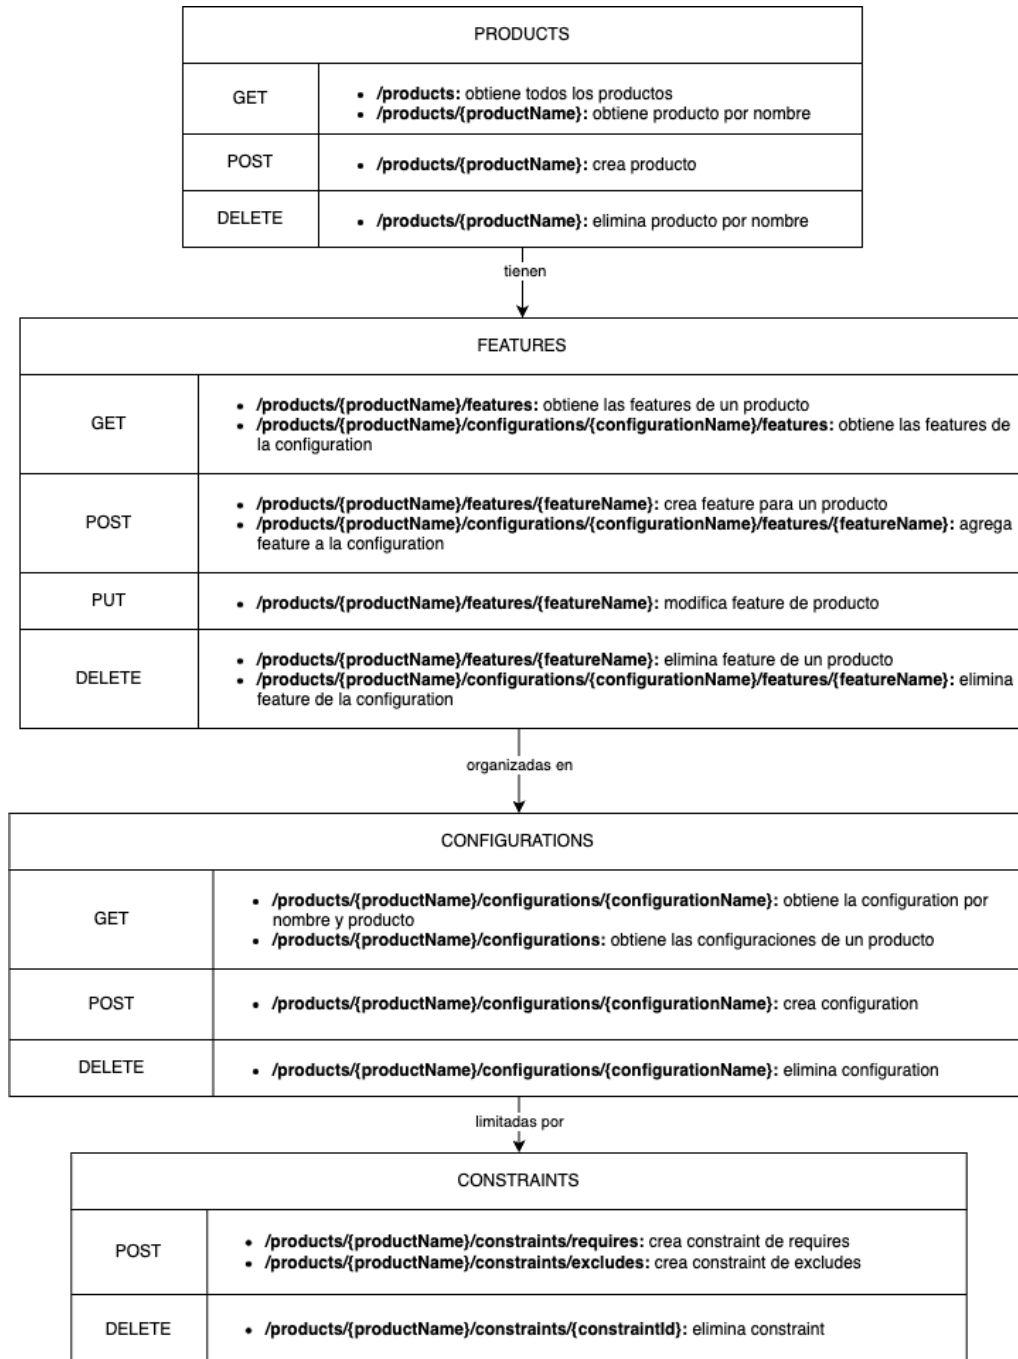 PRODUCTS
GET
• /products: obtiene todos los productos
• /products/{productName}: obtiene producto por nombre
POST
• /products/{productName}: crea producto
DELETE
• /products/{productName}: elimina producto por nombre
tienen
FEATURES
GET
• /products/{productName}/features: obtiene las features de un producto
• /products/{productName}/configurations/{configurationName}/features: obtiene las features de
la configuration
POST
• /products/{productName}/features/{featureName}: crea feature para un producto
• /products/{productName}/configurations/{configurationName}/features/{featureName}: agrega
feature a la configuration
PUT
• /products/{productName}/features/{featureName}: modifica feature de producto
DELETE
• /products/{productName}/features/{featureName}: elimina feature de un producto
• /products/{productName}/configurations/{configurationName}/features/{featureName}: elimina
feature de la configuration
organizadas en
CONFIGURATIONS
GET
• /products/{productName}/configurations/{configurationName}: obtiene la configuration por
nombre y producto
• /products/{productName}/configurations: obtiene las configuraciones de un producto
POST
• /products/{productName}/configurations/{configurationName}: crea configuration
DELETE
• /products/{productName}/configurations/{configurationName}: elimina configuration
limitadas por
CONSTRAINTS
POST
• /products/{productName}/constraints/requires: crea constraint de requires
• /products/{productName}/constraints/excludes: crea constraint de excludes
DELETE
• /products/{productName}/constraints/{constraintId}: elimina constraint